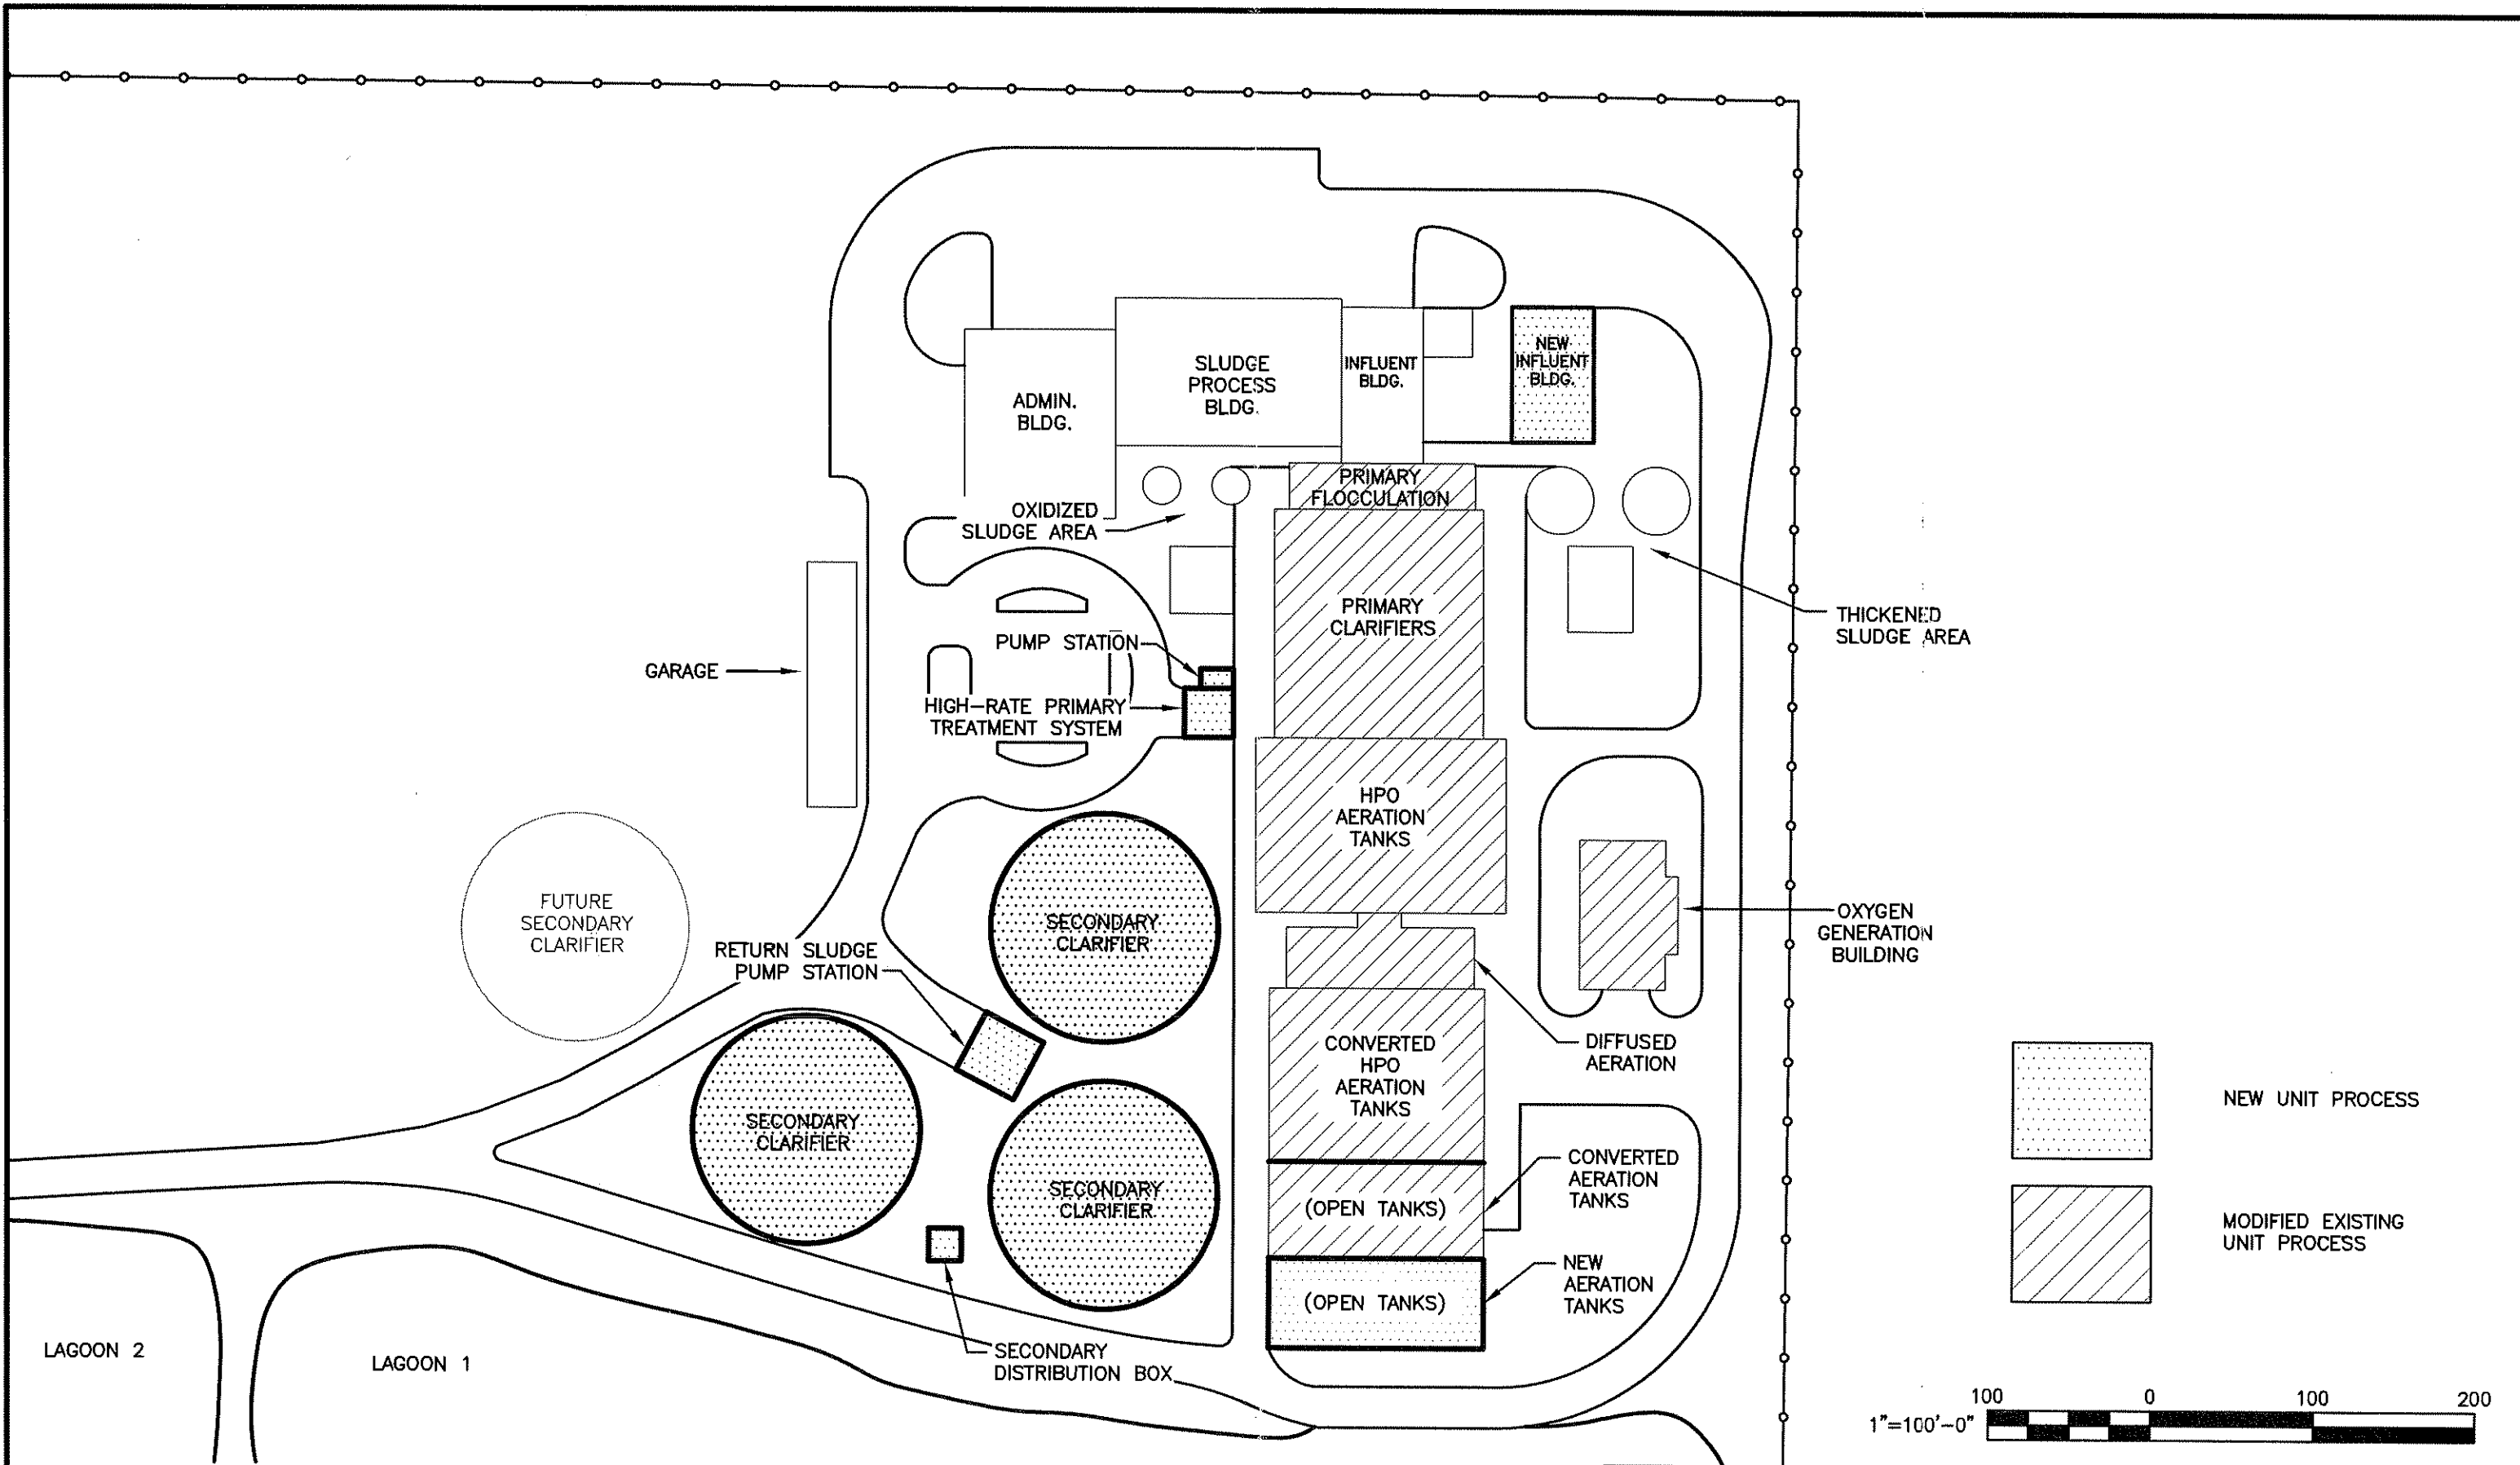 NEW
INFLUENT
BLDG.
SLUDGE
PROCESS
BLDG.
INFLUENT
BLDG.
ADMIN.
BLDG.
PRIMARY
FLOCCULATION
OXIDIZED
SLUDGE AREA
PRIMARY
CLARIFIERS
THICKENED
SLUDGE AREA
PUMP STATION
GARAGE
HIGH-RATE PRIMARY
TREATMENT SYSTEM
HPO
AERATION
TANKS
FUTURE
SECONDARY
CLARIFIER
SECONDARY
CLARIFIER
OXYGEN
GENERATION
BUILDING
RETURN SLUDGE
PUMP STATION
CONVERTED
HPO
AERATION
TANKS
DIFFUSED
AERATION
NEW UNIT PROCESS
SECONDARY
CLARIFIER
SECONDARY
CLARIFIER
CONVERTED
AERATION
TANKS
(OPEN TANKS)
MODIFIED EXISTING
UNIT PROCESS
NEW
AERATION
TANKS
(OPEN TANKS)
LAGOON 2
LAGOON 1
SECONDARY
DISTRIBUTION BOX
100 0 100 200
1"=100'-0"